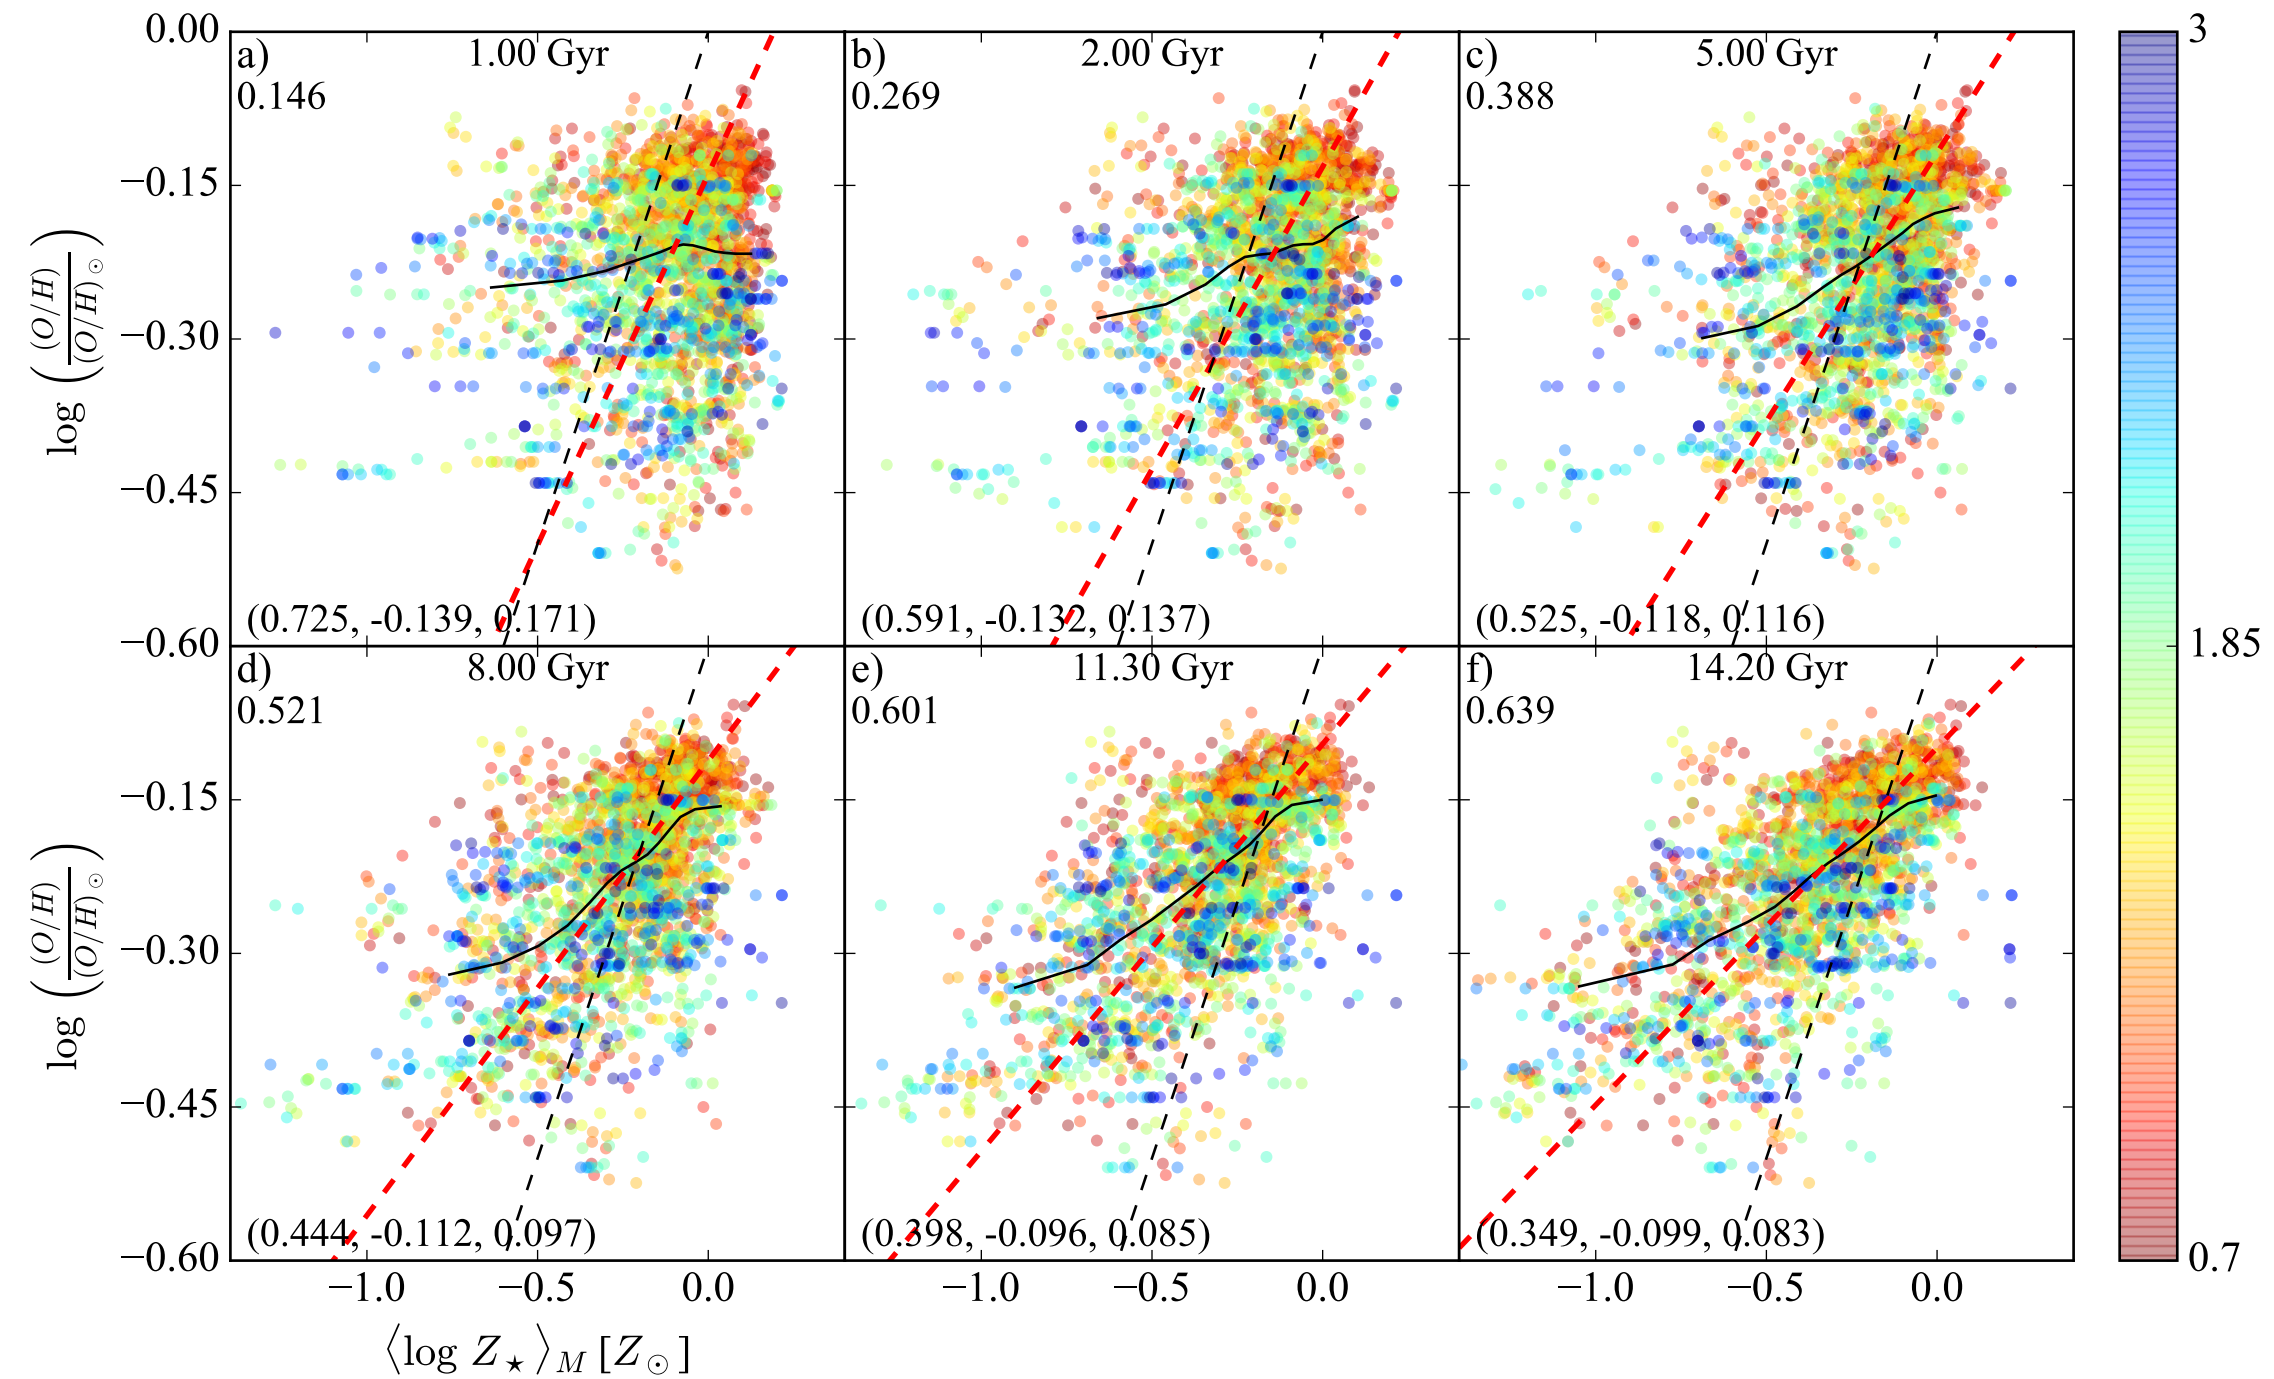 0.00
a) 1.00 Gyr
0.146
b) 2.00 Gyr
0.269
c) 5.00 Gyr
0.388
3
−0.15
−0.30
−0.45
−0.60
log ( (O/H) / (O/H)⊙ )
(0.725, -0.139, 0.171)
(0.591, -0.132, 0.137)
(0.525, -0.118, 0.116)
1.85
d) 8.00 Gyr
0.521
e) 11.30 Gyr
0.601
f) 14.20 Gyr
0.639
−0.15
−0.30
−0.45
−0.60
log ( (O/H) / (O/H)⊙ )
(0.444, -0.112, 0.097)
(0.398, -0.096, 0.085)
(0.349, -0.099, 0.083)
0.7
−1.0 −0.5 0.0
−1.0 −0.5 0.0
−1.0 −0.5 0.0
⟨log Z⋆⟩M [Z⊙]